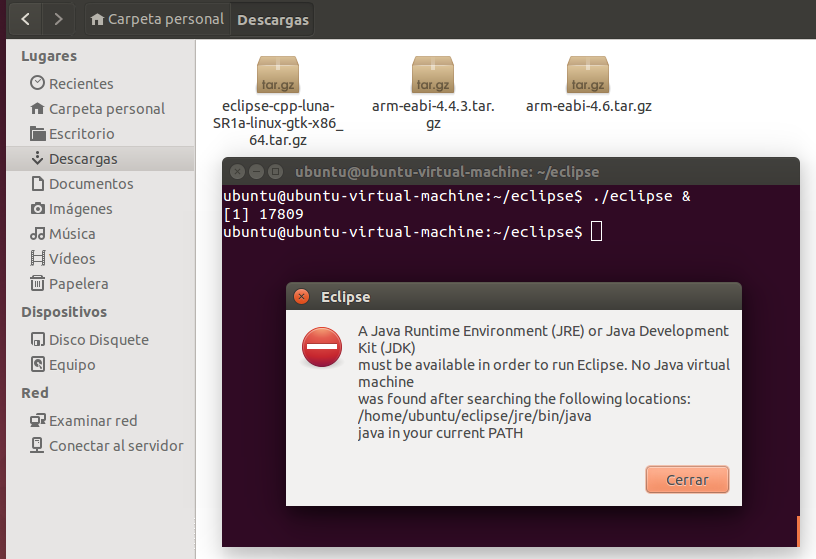 Carpeta personal
Descargas
Lugares
Recientes
Carpeta personal
Escritorio
Descargas
Documentos
Imágenes
Música
Vídeos
Papelera
Dispositivos
Disco Disquete
Equipo
Red
Examinar red
Conectar al servidor
tar.gz
eclipse-cpp-luna-
SR1a-linux-gtk-x86_
64.tar.gz
tar.gz
arm-eabi-4.4.3.tar.
gz
tar.gz
arm-eabi-4.6.tar.gz
ubuntu@ubuntu-virtual-machine: ~/eclipse
ubuntu@ubuntu-virtual-machine:~/eclipse$ ./eclipse &
[1] 17809
ubuntu@ubuntu-virtual-machine:~/eclipse$
Eclipse
A Java Runtime Environment (JRE) or Java Development
Kit (JDK)
must be available in order to run Eclipse. No Java virtual
machine
was found after searching the following locations:
/home/ubuntu/eclipse/jre/bin/java
java in your current PATH
Cerrar